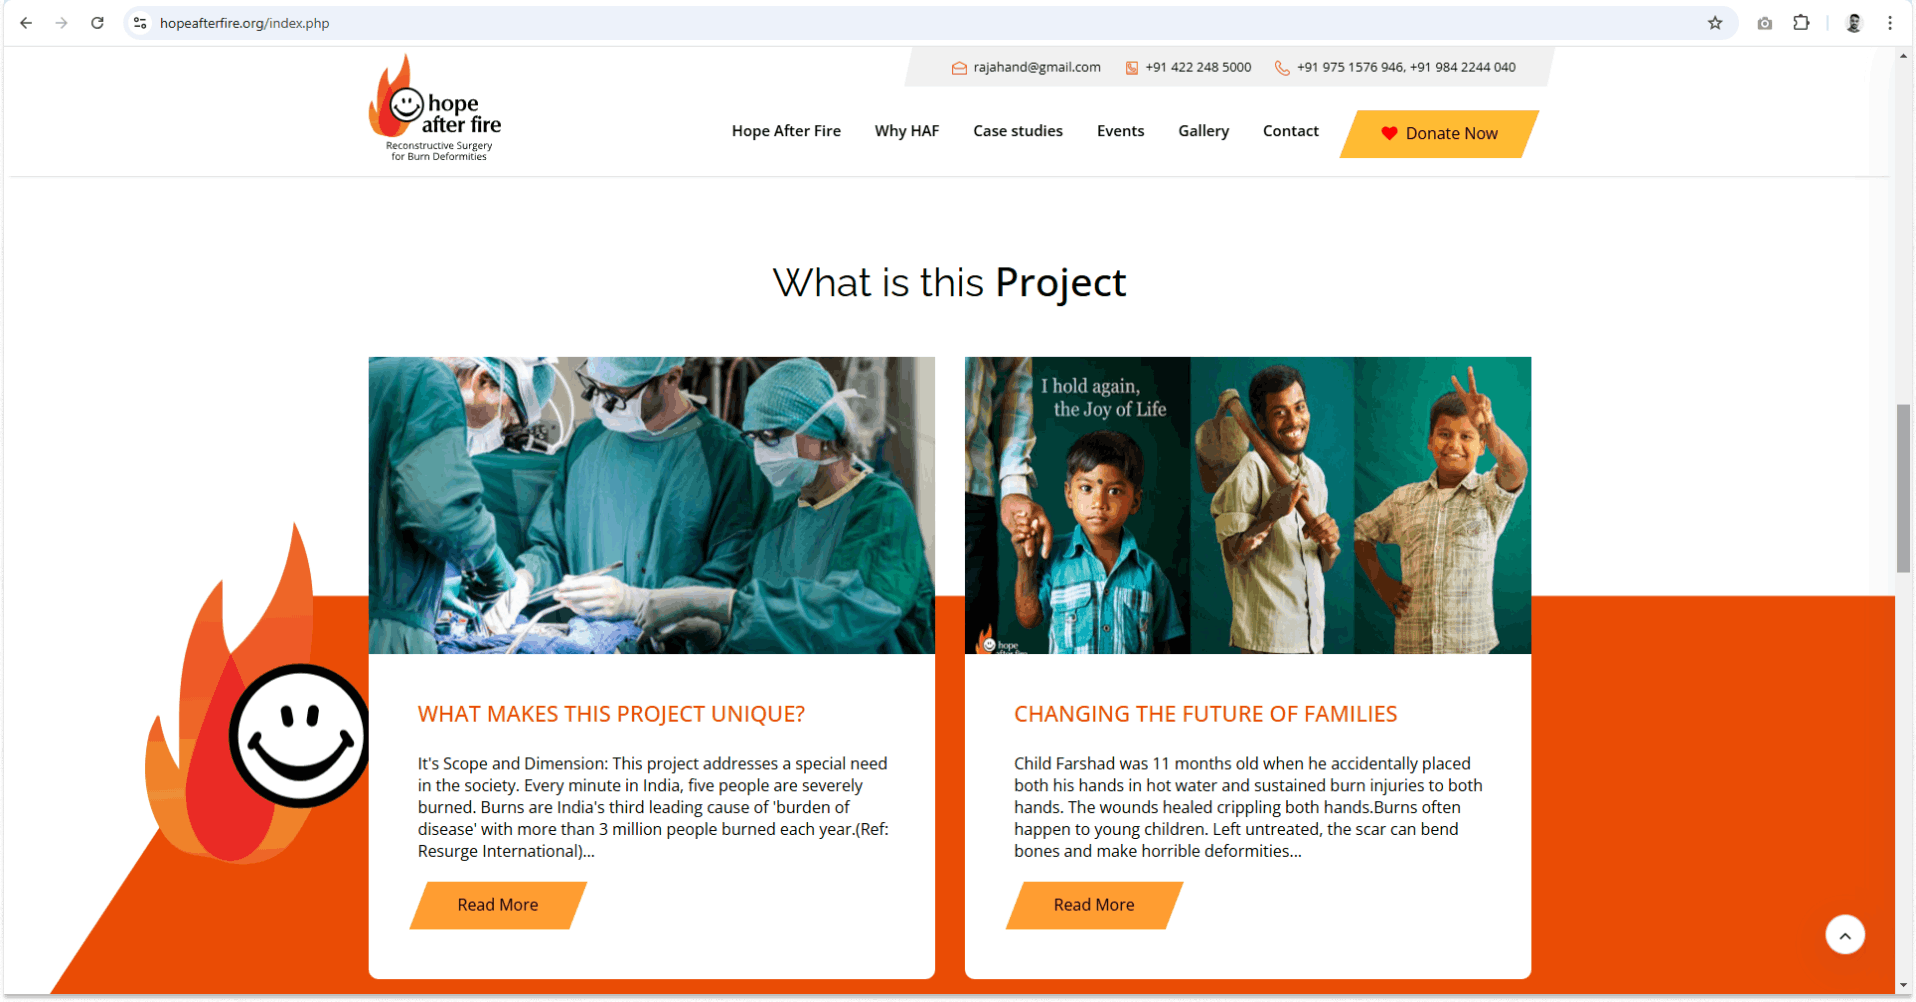 hopeafterfire.org/index.php
rajahand@gmail.com +91 422 248 5000 +91 975 1576 946, +91 984 2244 040
hope
after fire
Reconstructive Surgery
for Burn Deformities
Hope After Fire Why HAF Case studies Events Gallery Contact Donate Now
What is this Project
I hold again,
the Joy of Life
hope
after fire
WHAT MAKES THIS PROJECT UNIQUE?
It's Scope and Dimension: This project addresses a special need
in the society. Every minute in India, five people are severely
burned. Burns are India's third leading cause of 'burden of
disease' with more than 3 million people burned each year.(Ref:
Resurge International)...
Read More
CHANGING THE FUTURE OF FAMILIES
Child Farshad was 11 months old when he accidentally placed
both his hands in hot water and sustained burn injuries to both
hands. The wounds healed crippling both hands.Burns often
happen to young children. Left untreated, the scar can bend
bones and make horrible deformities...
Read More